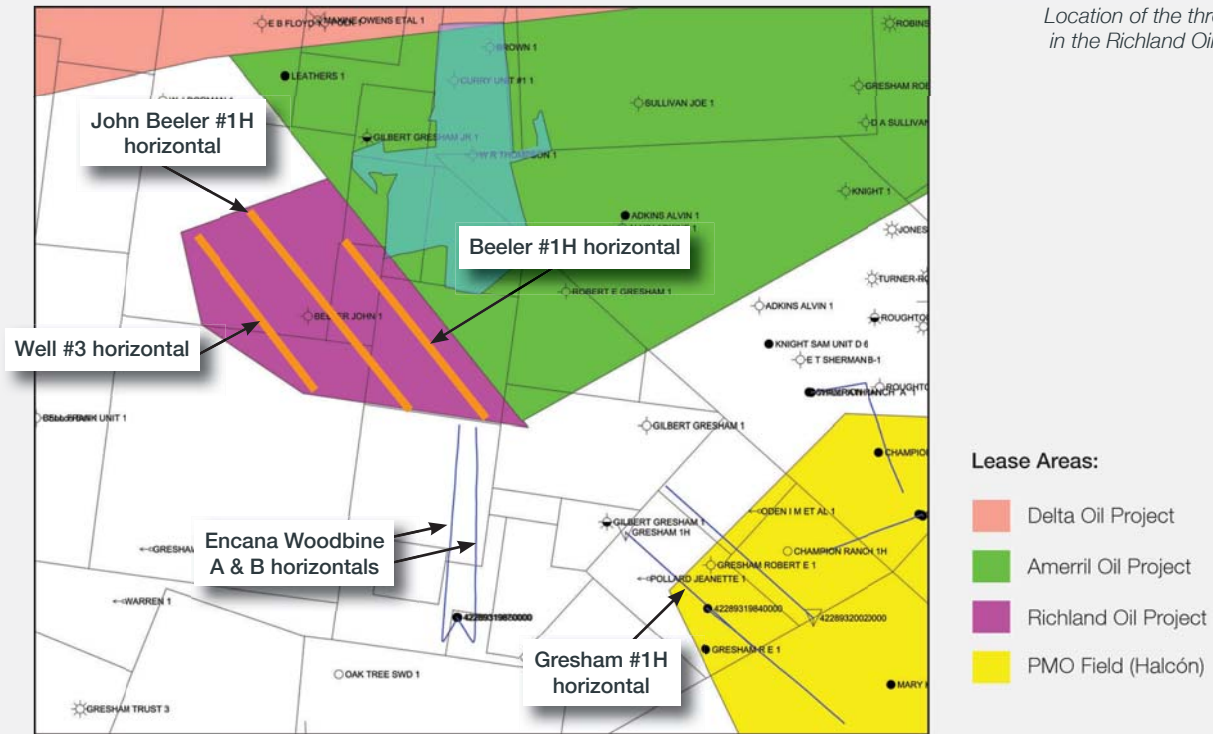 Location of the thre
in the Richland Oil
E B FLOYD 1
MAXINE OWENS ETAL 1
ROBINS
BROWN 1
LEATHERS 1
CURRY UNIT #1 1
GRESHAM ROB
SULLIVAN JOE 1
D A SULLIVAN
John Beeler #1H
horizontal
GILBERT GRESHAM JR 1
W R THOMPSON 1
KNIGHT 1
ADKINS ALVIN 1
JONES
Beeler #1H horizontal
TURNER-RO
ROBERT E GRESHAM 1
ADKINS ALVIN 1
BEELER JOHN 1
ROUGHTO
Well #3 horizontal
KNIGHT SAM UNIT D 6
E T SHERMAN B-1
ROUGHTO
UNIT 1
GILBERT GRESHAM 1
CHAMPIO
Lease Areas:
Delta Oil Project
Amerril Oil Project
Richland Oil Project
PMO Field (Halcón)
ODEN I M ET AL 1
GILBERT GRESHAM 1
GRESHAM 1H
Encana Woodbine
A & B horizontals
GRESHAM
CHAMPION RANCH 1H
GRESHAM ROBERT E 1
POLLARD JEANETTE 1
WARREN 1
42289319840000
42289320020000
GRESHAM R E 1
Gresham #1H
horizontal
OAK TREE SWD 1
MARY
GRESHAM TRUST 3